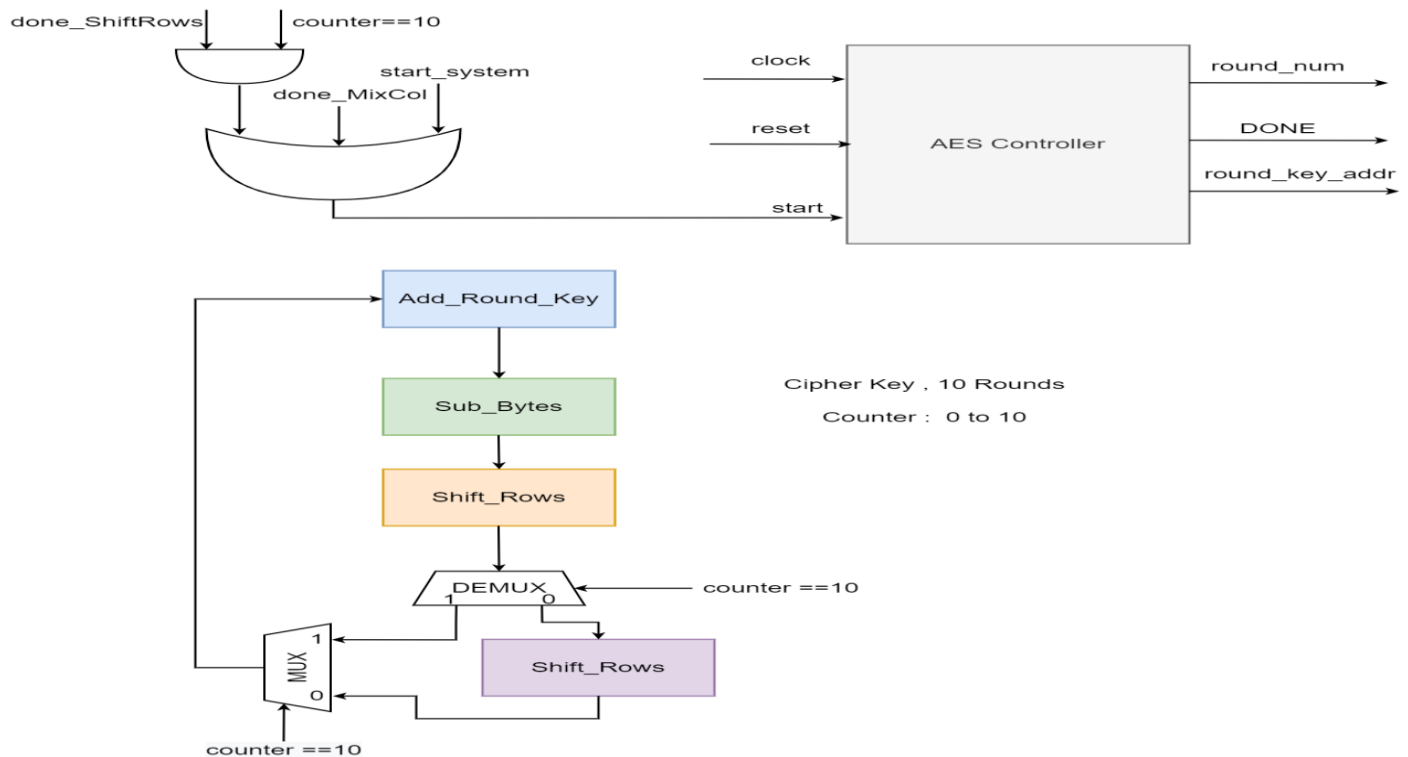 done_ShiftRows
counter==10
start_system
done_MixCol
clock
reset
start
AES Controller
round_num
DONE
round_key_addr
Add_Round_Key
Sub_Bytes
Shift_Rows
Cipher Key , 10 Rounds
Counter : 0 to 10
DEMUX
1 0
counter ==10
Shift_Rows
1
MUX
0
counter ==10